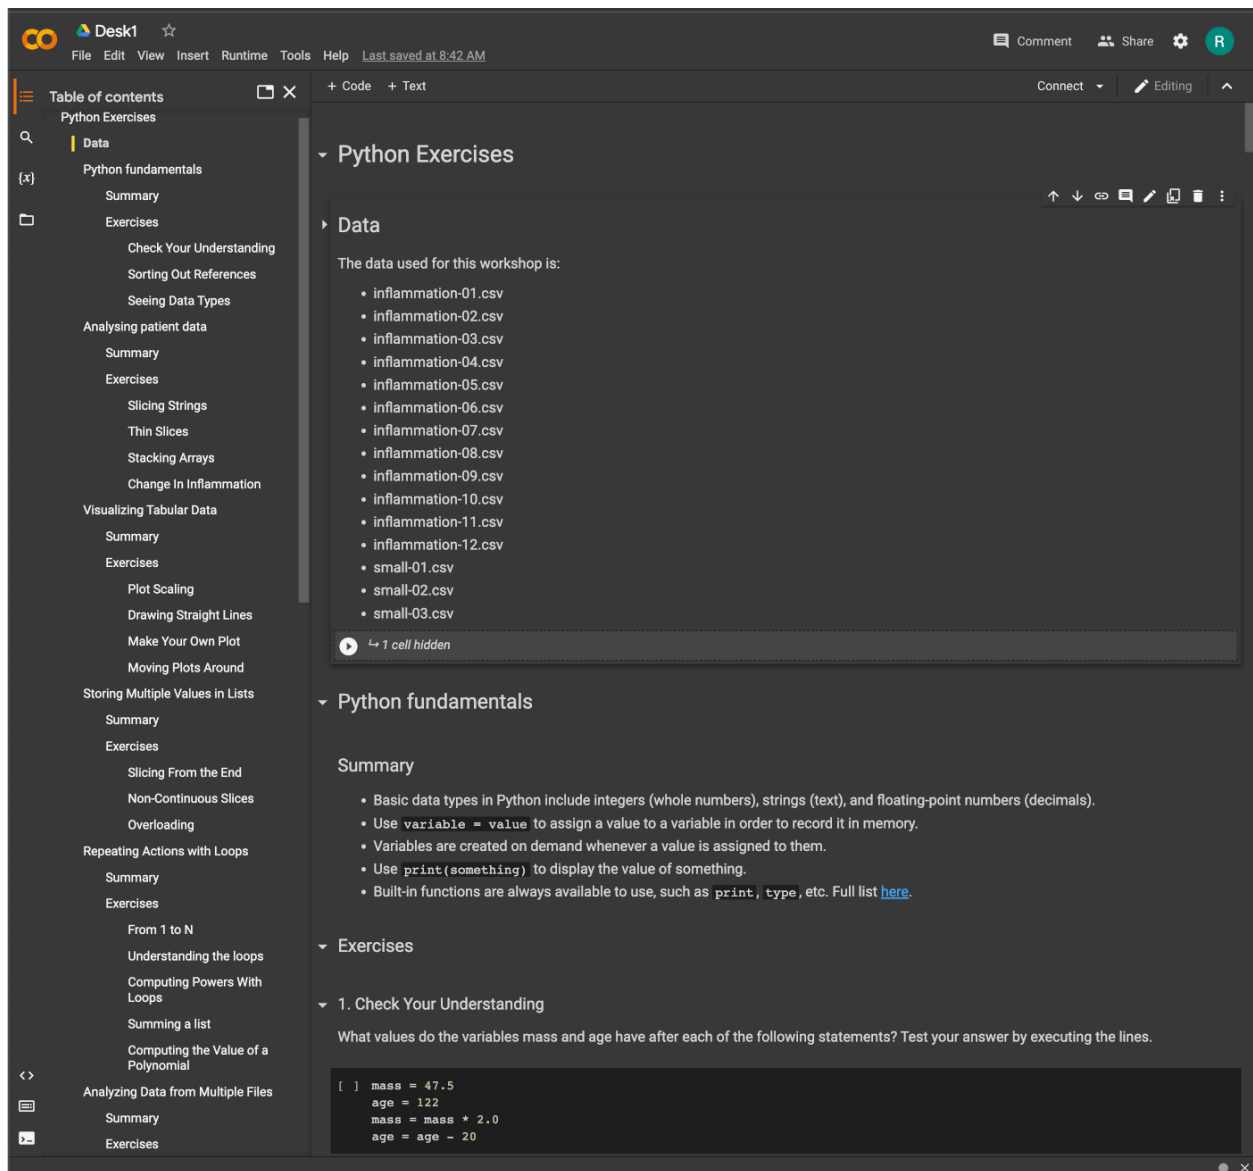 Desk1
File Edit View Insert Runtime Tools Help Last saved at 8:42 AM
Comment Share R
Table of contents
Python Exercises
Data
Python fundamentals
Summary
Exercises
Check Your Understanding
Sorting Out References
Seeing Data Types
Analysing patient data
Summary
Exercises
Slicing Strings
Thin Slices
Stacking Arrays
Change In Inflammation
Visualizing Tabular Data
Summary
Exercises
Plot Scaling
Drawing Straight Lines
Make Your Own Plot
Moving Plots Around
Storing Multiple Values in Lists
Summary
Exercises
Slicing From the End
Non-Continuous Slices
Overloading
Repeating Actions with Loops
Summary
Exercises
From 1 to N
Understanding the loops
Computing Powers With
Loops
Summing a list
Computing the Value of a
Polynomial
Analyzing Data from Multiple Files
Summary
Exercises
{x}
+ Code + Text
Connect Editing
Python Exercises
Data
The data used for this workshop is:
• inflammation-01.csv
• inflammation-02.csv
• inflammation-03.csv
• inflammation-04.csv
• inflammation-05.csv
• inflammation-06.csv
• inflammation-07.csv
• inflammation-08.csv
• inflammation-09.csv
• inflammation-10.csv
• inflammation-11.csv
• inflammation-12.csv
• small-01.csv
• small-02.csv
• small-03.csv
↳ 1 cell hidden
Python fundamentals
Summary
• Basic data types in Python include integers (whole numbers), strings (text), and floating-point numbers (decimals).
• Use variable = value to assign a value to a variable in order to record it in memory.
• Variables are created on demand whenever a value is assigned to them.
• Use print(something) to display the value of something.
• Built-in functions are always available to use, such as print, type, etc. Full list here.
Exercises
1. Check Your Understanding
What values do the variables mass and age have after each of the following statements? Test your answer by executing the lines.
[ ] mass = 47.5
age = 122
mass = mass * 2.0
age = age - 20